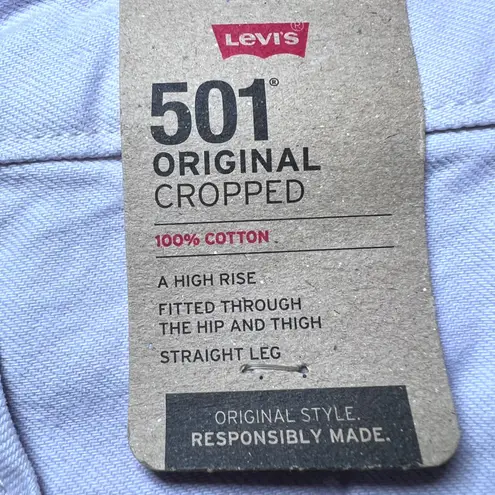 LEVI'S®
501®
ORIGINAL
CROPPED
100% COTTON
A HIGH RISE
FITTED THROUGH
THE HIP AND THIGH
STRAIGHT LEG
ORIGINAL STYLE.
RESPONSIBLY MADE.